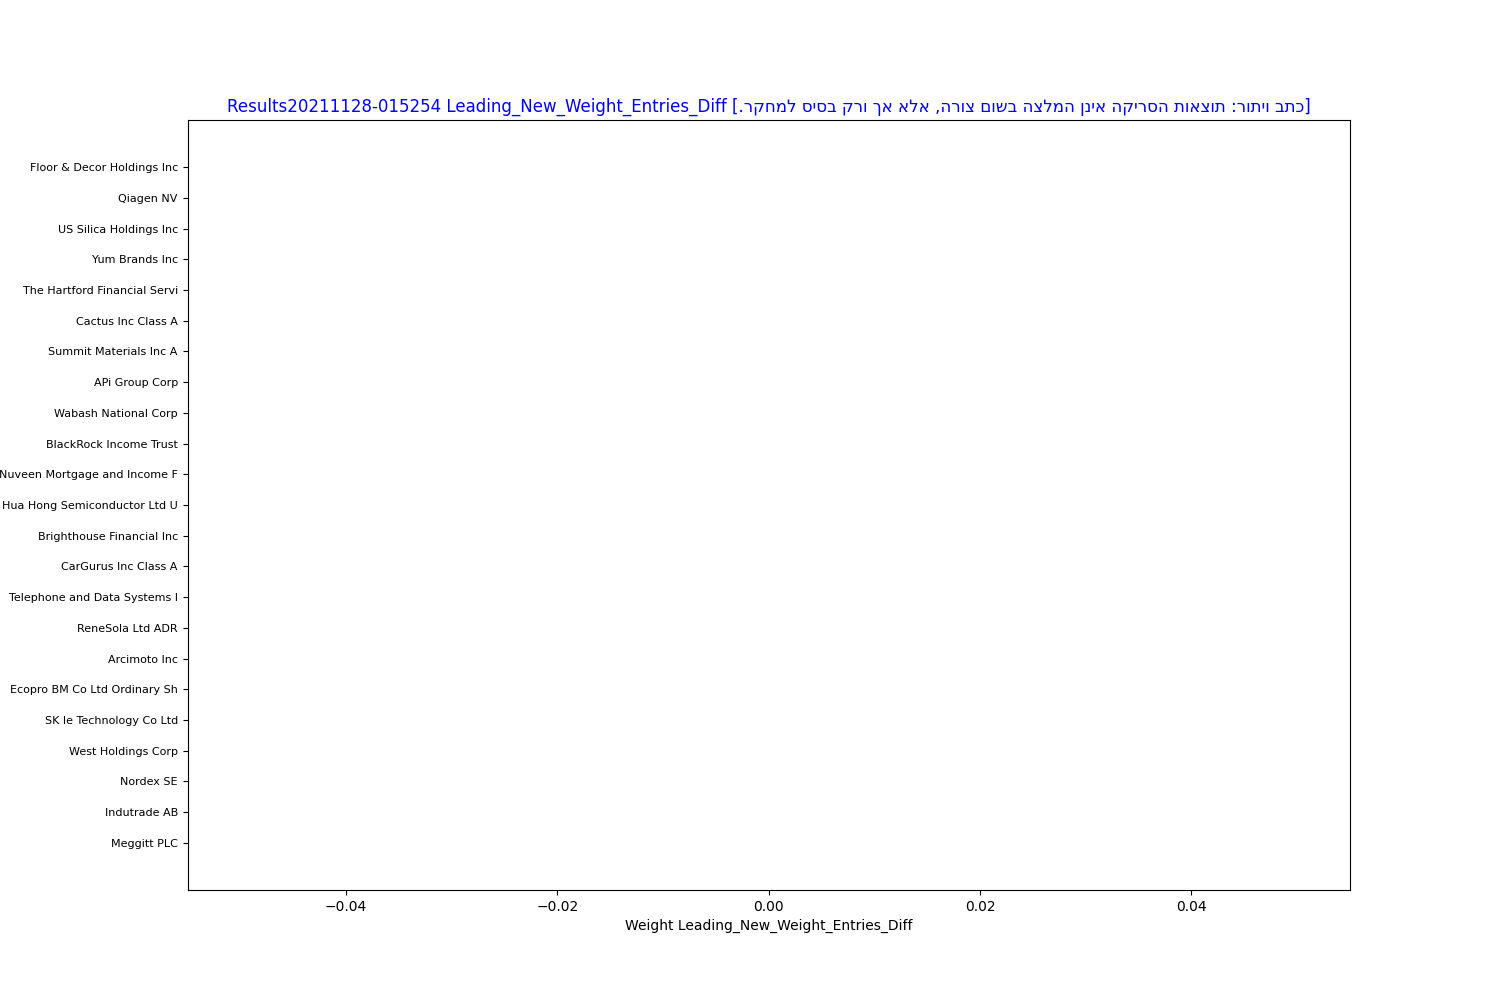 Results20211128-015254 Leading_New_Weight_Entries_Diff [כתב ויתור: תוצאות הסריקה אינן המלצה בשום צורה, אלא אך ורק בסיס למחקר.]
Floor & Decor Holdings Inc
Qiagen NV
US Silica Holdings Inc
Yum Brands Inc
The Hartford Financial Servi
Cactus Inc Class A
Summit Materials Inc A
APi Group Corp
Wabash National Corp
BlackRock Income Trust
Nuveen Mortgage and Income F
Hua Hong Semiconductor Ltd U
Brighthouse Financial Inc
CarGurus Inc Class A
Telephone and Data Systems I
ReneSola Ltd ADR
Arcimoto Inc
Ecopro BM Co Ltd Ordinary Sh
SK Ie Technology Co Ltd
West Holdings Corp
Nordex SE
Indutrade AB
Meggitt PLC
−0.04 −0.02 0.00 0.02 0.04
Weight Leading_New_Weight_Entries_Diff